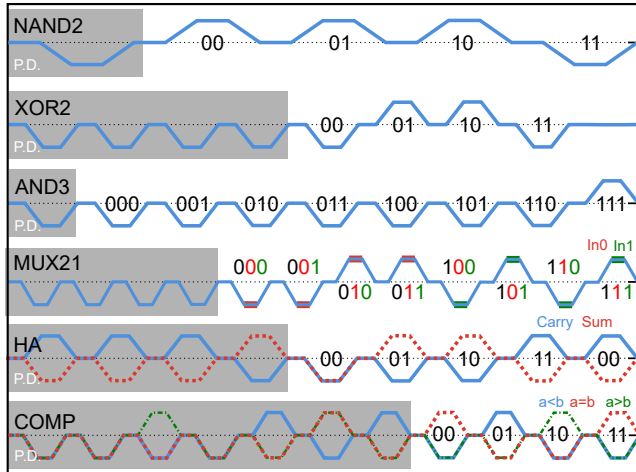 NAND2
00 01 10 11
P.D.
XOR2
00 01 10 11
P.D.
AND3
000 001 010 011 100 101 110 111
P.D.
In0 In1
MUX21
000 001 100 110
010 011 101 111
P.D.
Carry Sum
HA
00 01 10 11 00
P.D.
a<b a=b a>b
COMP
00 01 10 11
P.D.